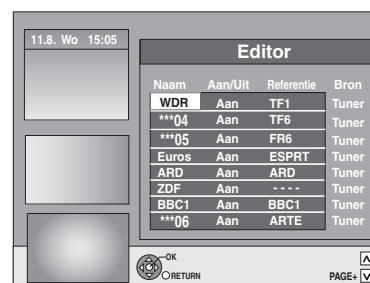 11.8. Wo 15:05
Editor
Naam Aan/Uit Referentie Bron
WDR Aan TF1 Tuner
***04 Aan TF6 Tuner
***05 Aan FR6 Tuner
Euros Aan ESPRT Tuner
ARD Aan ARD Tuner
ZDF Aan ---- Tuner
BBC1 Aan BBC1 Tuner
***06 Aan ARTE Tuner
OK
RETURN
PAGE+